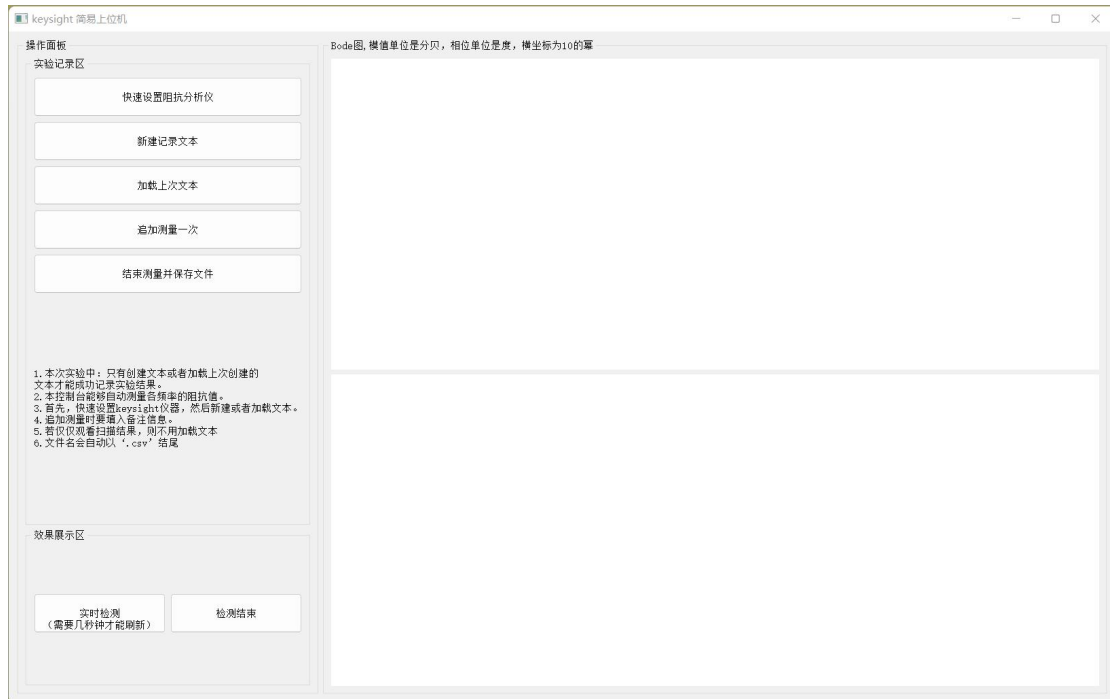 keysight 简易上位机
操作面板
实验记录区
快速设置阻抗分析仪
新建记录文本
加载上次文本
追加测量一次
结束测量并保存文件
1.本次实验中：只有创建文本或者加载上次创建的
文本才能成功记录实验结果。
2.本控制台能够自动测量各频率的阻抗值。
3.首先，快速设置keysight仪器，然后新建或者加载文本。
4.追加测量时要填入备注信息。
5.若仅仅观看扫描结果，则不用加载文本
6.文件名会自动以‘.csv’结尾
效果展示区
实时检测
（需要几秒钟才能刷新）
检测结束
Bode图,模值单位是分贝，相位单位是度，横坐标为10的幂